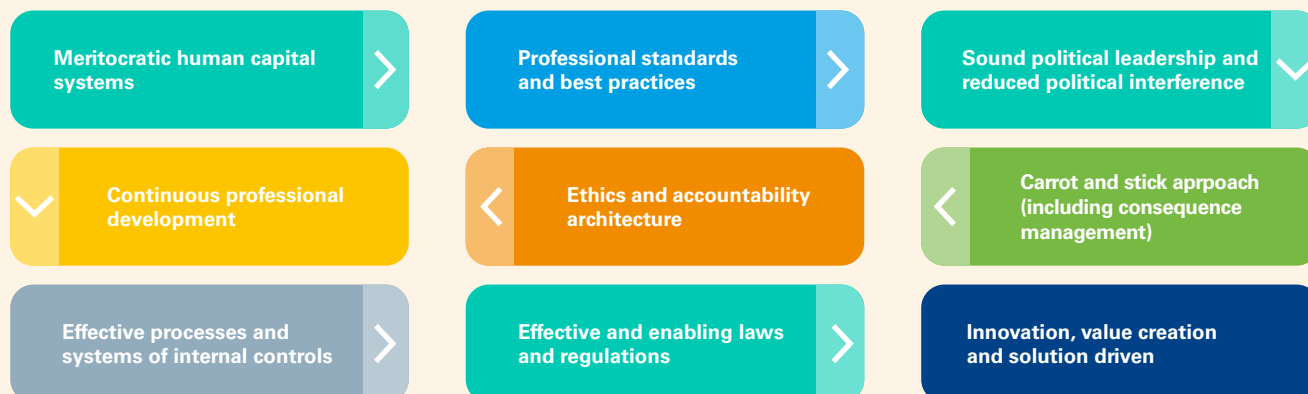 Meritocratic human capital
systems
Professional standards
and best practices
Sound political leadership and
reduced political interference
Carrot and stick aprpoach
(including consequence
management)
Ethics and accountability
architecture
Continuous professional
development
Effective processes and
systems of internal controls
Effective and enabling laws
and regulations
Innovation, value creation
and solution driven